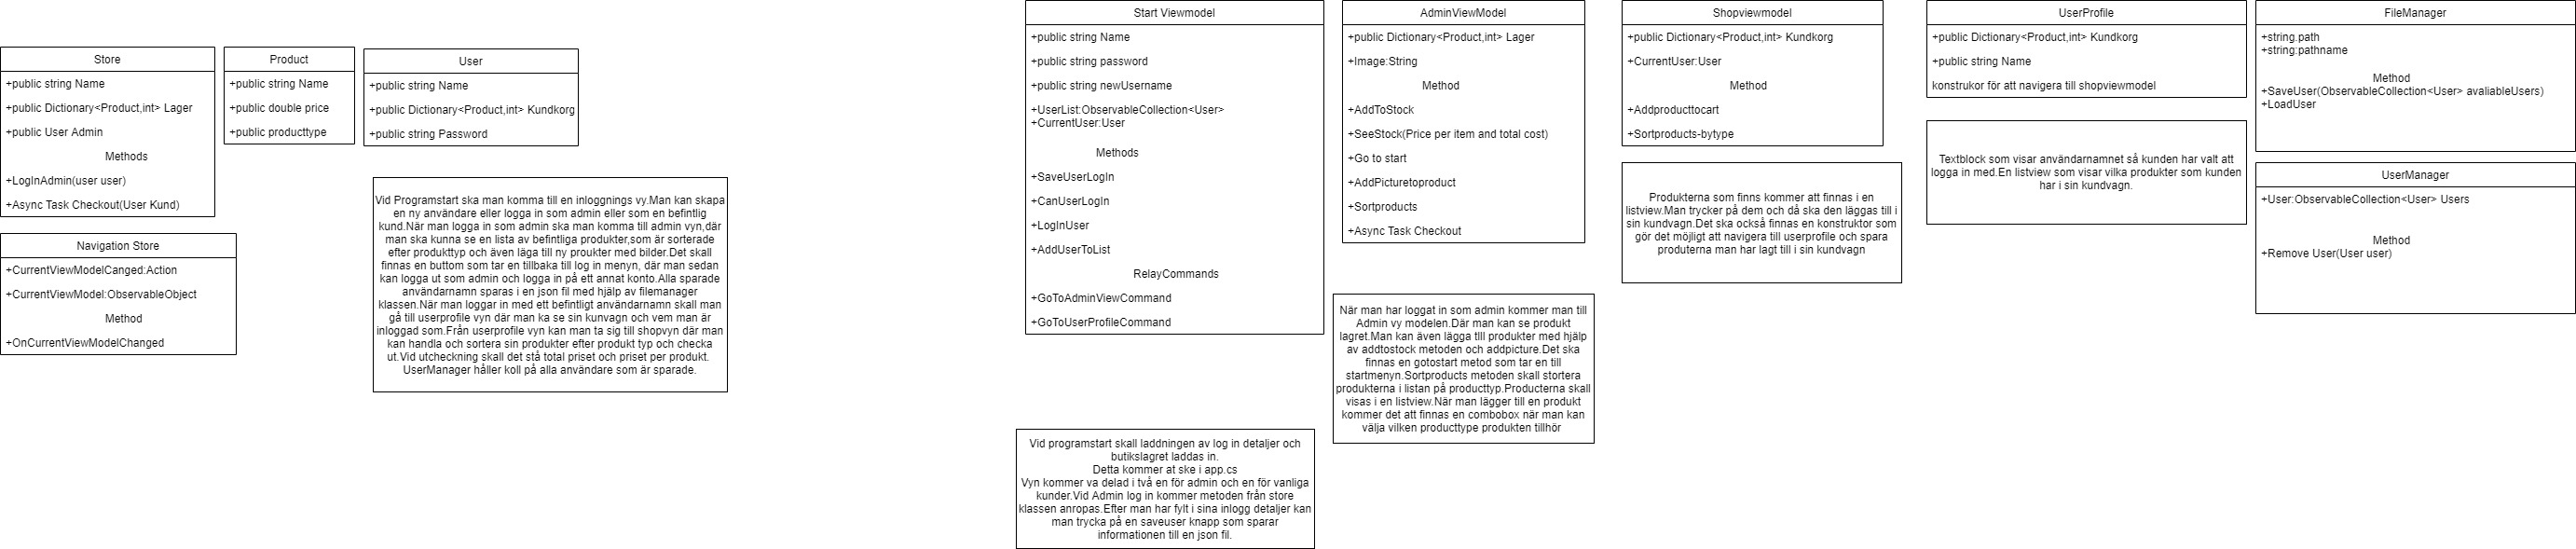 Store
+public string Name
+public Dictionary<Product,int> Lager
+public User Admin
Methods
+LogInAdmin(user user)
+Async Task Checkout(User Kund)
Navigation Store
+CurrentViewModelCanged:Action
+CurrentViewModel:ObservableObject
Method
+OnCurrentViewModelChanged
Product
+public string Name
+public double price
+public producttype
User
+public string Name
+public Dictionary<Product,int> Kundkorg
+public string Password
Vid Programstart ska man komma till en inloggnings vy.Man kan skapa
en ny användare eller logga in som admin eller som en befintlig
kund.När man logga in som admin ska man komma till admin vyn,där
man ska kunna se en lista av befintliga produkter,som är sorterade
efter produkttyp och även läga till ny proukter med bilder.Det skall
finnas en buttom som tar en tillbaka till log in menyn, där man sedan
kan logga ut som admin och logga in på ett annat konto.Alla sparade
användarnamn sparas i en json fil med hjälp av filemanager
klassen.När man loggar in med ett befintligt användarnamn skall man
gå till userprofile vyn där man ka se sin kunvagn och vem man är
inloggad som.Från userprofile vyn kan man ta sig till shopvyn där man
kan handla och sortera sin produkter efter produkt typ och checka
ut.Vid utcheckning skall det stå total priset och priset per produkt.
UserManager håller koll på alla användare som är sparade.
Start Viewmodel
+public string Name
+public string password
+public string newUsername
+UserList:ObservableCollection<User>
+CurrentUser:User
Methods
+SaveUserLogIn
+CanUserLogIn
+LogInUser
+AddUserToList
RelayCommands
+GoToAdminViewCommand
+GoToUserProfileCommand
Vid programstart skall laddningen av log in detaljer och
butikslagret laddas in.
Detta kommer at ske i app.cs
Vyn kommer va delad i två en för admin och en för vanliga
kunder.Vid Admin log in kommer metoden från store
klassen anropas.Efter man har fylt i sina inlogg detaljer kan
man trycka på en saveuser knapp som sparar
informationen till en json fil.
AdminViewModel
+public Dictionary<Product,int> Lager
+Image:String
Method
+AddToStock
+SeeStock(Price per item and total cost)
+Go to start
+AddPicturetoproduct
+Sortproducts
+Async Task Checkout
När man har loggat in som admin kommer man till
Admin vy modelen.Där man kan se produkt
lagret.Man kan även lägga tlll produkter med hjälp
av addtostock metoden och addpicture.Det ska
finnas en gotostart metod som tar en till
startmenyn.Sortproducts metoden skall stortera
produkterna i listan på producttyp.Producterna skall
visas i en listview.När man lägger till en produkt
kommer det att finnas en combobox när man kan
välja vilken producttype produkten tillhör
Shopviewmodel
+public Dictionary<Product,int> Kundkorg
+CurrentUser:User
Method
+Addproducttocart
+Sortproducts-bytype
Produkterna som finns kommer att finnas i en
listview.Man trycker på dem och då ska den läggas till i
sin kundvagn.Det ska också finnas en konstruktor som
gör det möjligt att navigera till userprofile och spara
produterna man har lagt till i sin kundvagn
UserProfile
+public Dictionary<Product,int> Kundkorg
+public string Name
konstrukor för att navigera till shopviewmodel
Textblock som visar användarnamnet så kunden har valt att
logga in med.En listview som visar vilka produkter som kunden
har i sin kundvagn.
FileManager
+string.path
+string:pathname
Method
+SaveUser(ObservableCollection<User> avaliableUsers)
+LoadUser
UserManager
+User:ObservableCollection<User> Users
Method
+Remove User(User user)